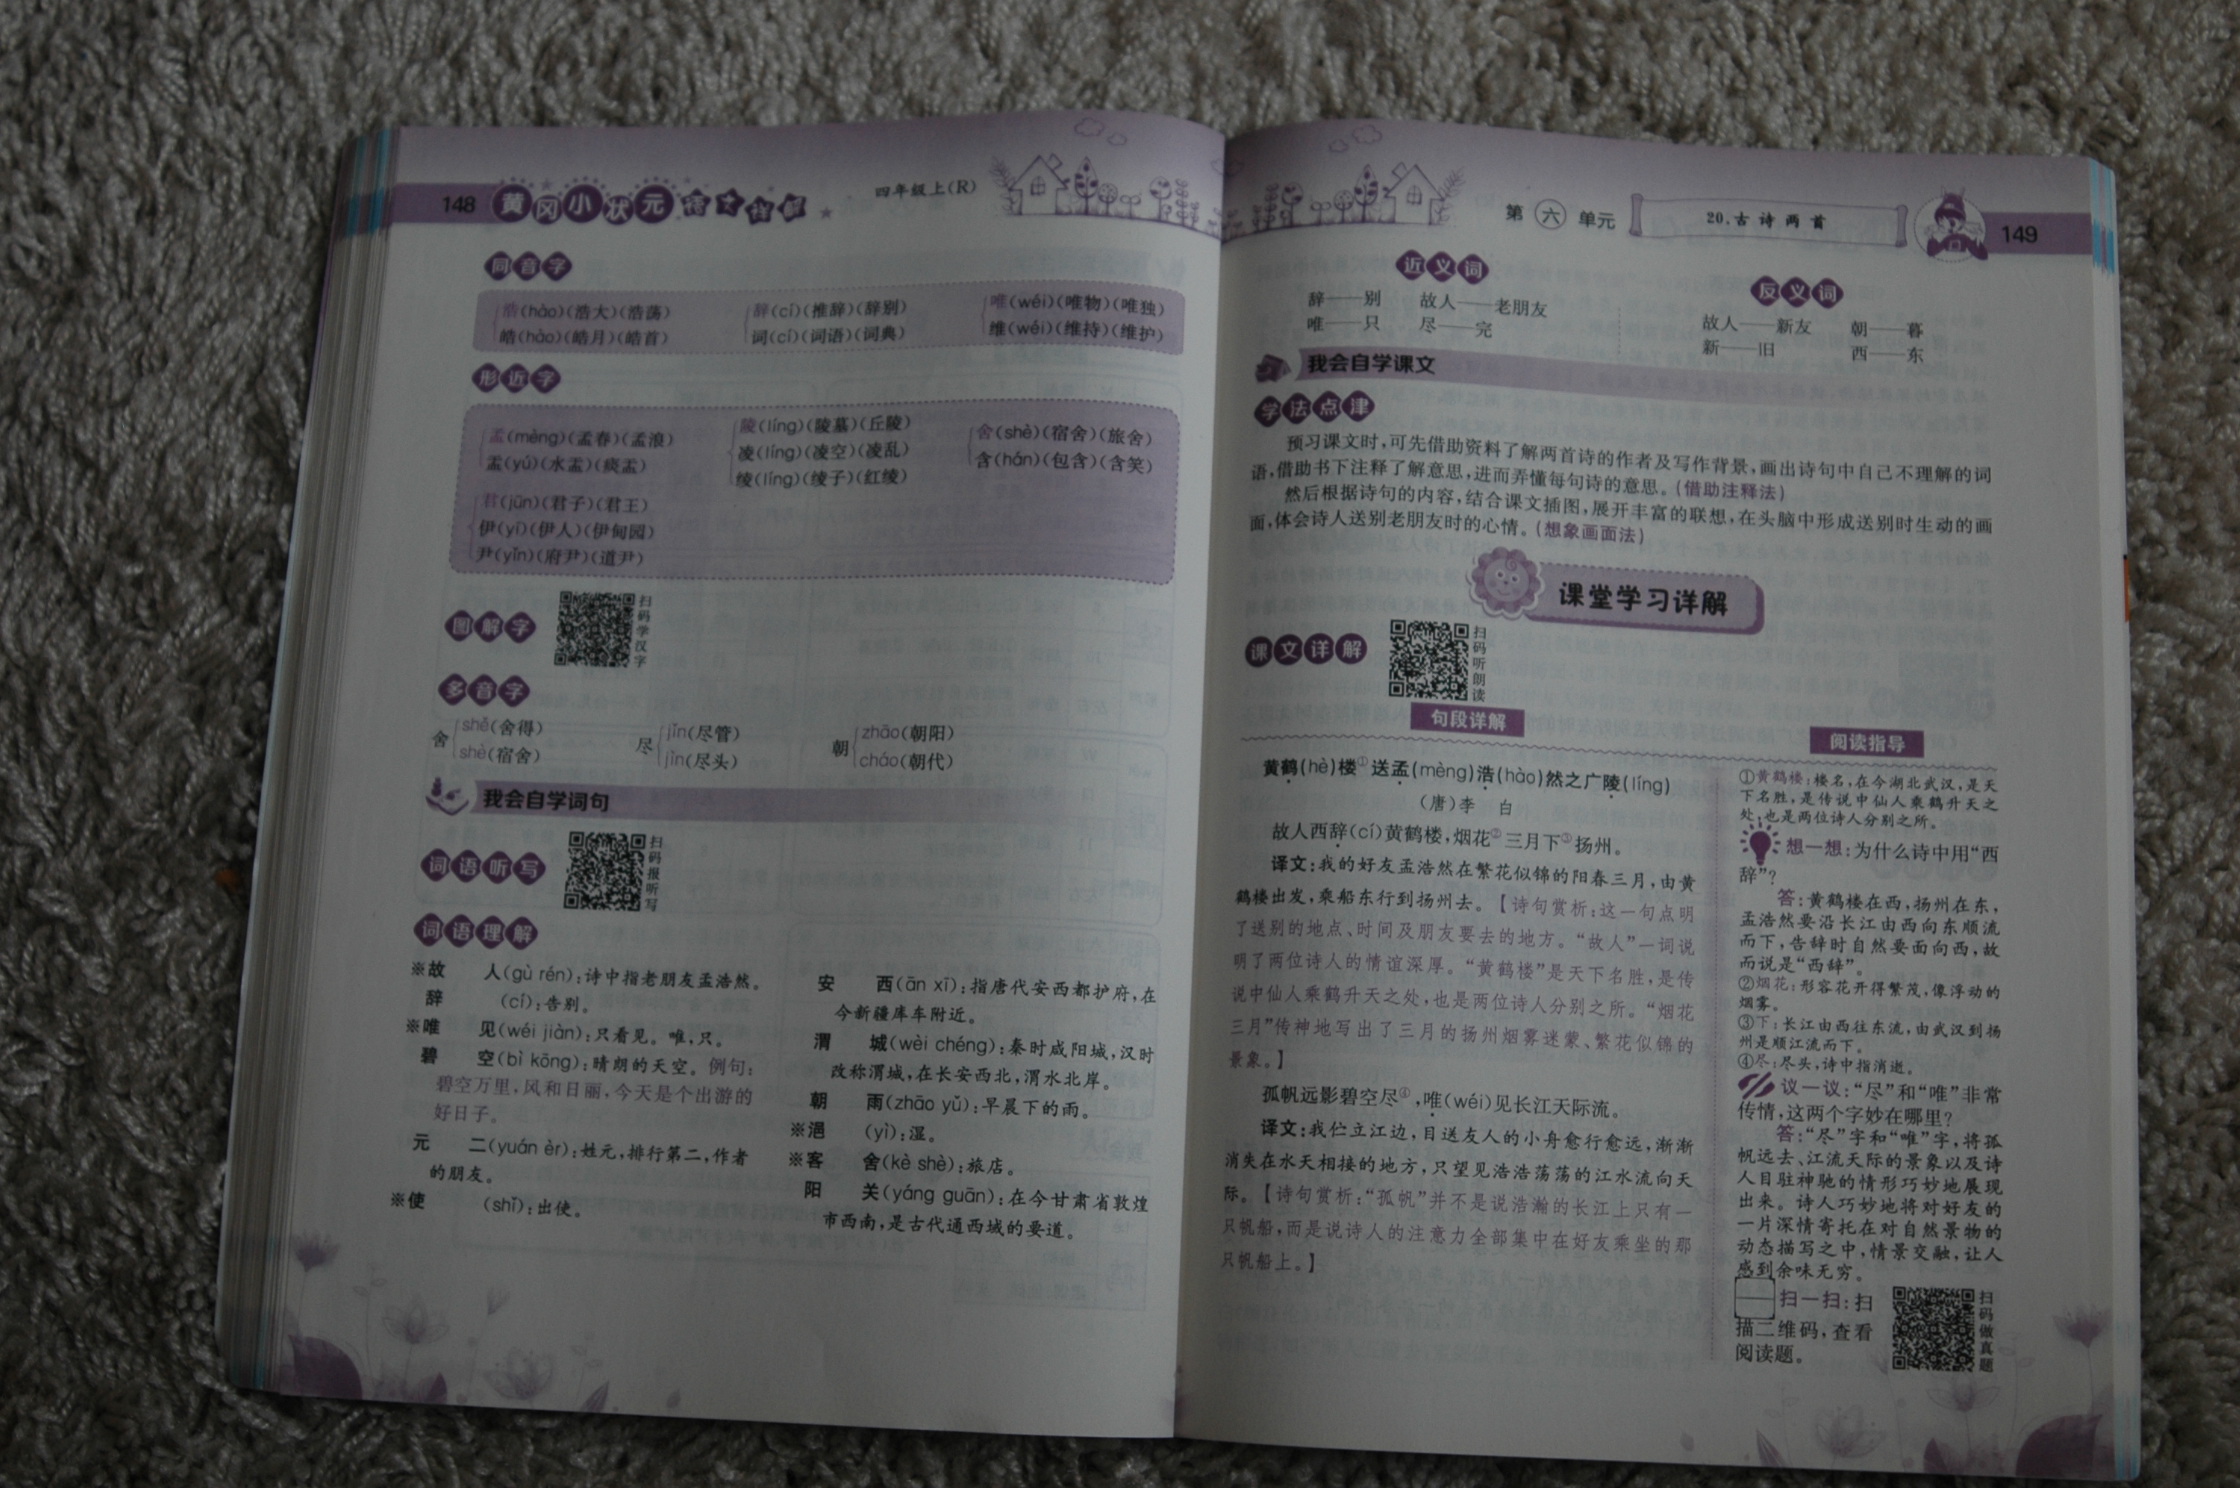 148 黄冈小状元 四年级上(R)
同音字
浩(hào)(浩大)(浩荡) 辞(cí)(推辞)(辞别) 唯(wéi)(唯物)(唯独)
皓(hào)(皓月)(皓首) 词(cí)(词语)(词典) 维(wéi)(维持)(维护)
形近字
孟(mèng)(孟春)(孟浪) 陵(líng)(陵墓)(丘陵) 舍(shè)(宿舍)(旅舍)
盂(yú)(水盂)(痰盂) 凌(líng)(凌空)(凌乱) 含(hán)(包含)(含笑)
君(jūn)(君子)(君王) 绫(líng)(绫子)(红绫)
伊(yī)(伊人)(伊甸园)
尹(yǐn)(府尹)(道尹)
图解字
扫码学汉字
多音字
舍 shě(舍得) 尽 jǐn(尽管) 朝 zhāo(朝阳)
shè(宿舍) jìn(尽头) cháo(朝代)
我会自学词句
词语听写
扫码报听写
词语理解
※故 人(gù rén):诗中指老朋友孟浩然。
辞 (cí):告别。
※唯 见(wéi jiàn):只看见。唯,只。
碧 空(bì kōng):晴朗的天空。例句:
碧空万里,风和日丽,今天是个出游的
好日子。
元 二(yuán èr):姓元,排行第二,作者
的朋友。
※使 (shǐ):出使。
安 西(ān xī):指唐代安西都护府,在
今新疆库车附近。
渭 城(wèi chéng):秦时咸阳城,汉时
改称渭城,在长安西北,渭水北岸。
朝 雨(zhāo yǔ):早晨下的雨。
※浥 (yì):湿。
※客 舍(kè shè):旅店。
阳 关(yáng guān):在今甘肃省敦煌
市西南,是古代通西域的要道。
第六单元 20.古诗两首 149
近义词 反义词
辞——别 故人——老朋友 故人——新友 朝——暮
唯——只 尽——完 新——旧 西——东
我会自学课文
学法点津
预习课文时,可先借助资料了解两首诗的作者及写作背景,画出诗句中自己不理解的词
语,借助书下注释了解意思,进而弄懂每句诗的意思。(借助注释法)
然后根据诗句的内容,结合课文插图,展开丰富的联想,在头脑中形成送别时生动的画
面,体会诗人送别老朋友时的心情。(想象画面法)
课堂学习详解
课文详解
扫码听朗读
句段详解
黄鹤(hè)楼①送孟(mèng)浩(hào)然之广陵(líng)
(唐)李 白
故人西辞(cí)黄鹤楼,烟花②三月下③扬州。
译文:我的好友孟浩然在繁花似锦的阳春三月,由黄
鹤楼出发,乘船东行到扬州去。【诗句赏析:这一句点明
了送别的地点、时间及朋友要去的地方。“故人”一词说
明了两位诗人的情谊深厚。“黄鹤楼”是天下名胜,是传
说中仙人乘鹤升天之处,也是两位诗人分别之所。“烟花
三月”传神地写出了三月的扬州烟雾迷蒙、繁花似锦的
景象。】
孤帆远影碧空尽④,唯(wéi)见长江天际流。
译文:我伫立江边,目送友人的小舟愈行愈远,渐渐
消失在水天相接的地方,只望见浩浩荡荡的江水流向天
际。【诗句赏析:“孤帆”并不是说浩瀚的长江上只有一
只帆船,而是说诗人的注意力全部集中在好友乘坐的那
只帆船上。】
阅读指导
①黄鹤楼:楼名,在今湖北武汉,是天
下名胜,是传说中仙人乘鹤升天之
处,也是两位诗人分别之所。
想一想:为什么诗中用“西
辞”?
答:黄鹤楼在西,扬州在东,
孟浩然要沿长江由西向东顺流
而下,告辞时自然要面向西,故
而说是“西辞”。
②烟花:形容花开得繁茂,像浮动的
烟雾。
③下:长江由西往东流,由武汉到扬
州是顺江流而下。
④尽:尽头,诗中指消逝。
议一议:“尽”和“唯”非常
传情,这两个字妙在哪里?
答:“尽”字和“唯”字,将孤
帆远去、江流天际的景象以及诗
人目驻神驰的情形巧妙地展现
出来。诗人巧妙地将对好友的
一片深情寄托在对自然景物的
动态描写之中,情景交融,让人
感到余味无穷。
扫一扫:扫
描二维码,查看
阅读题。
扫码做真题